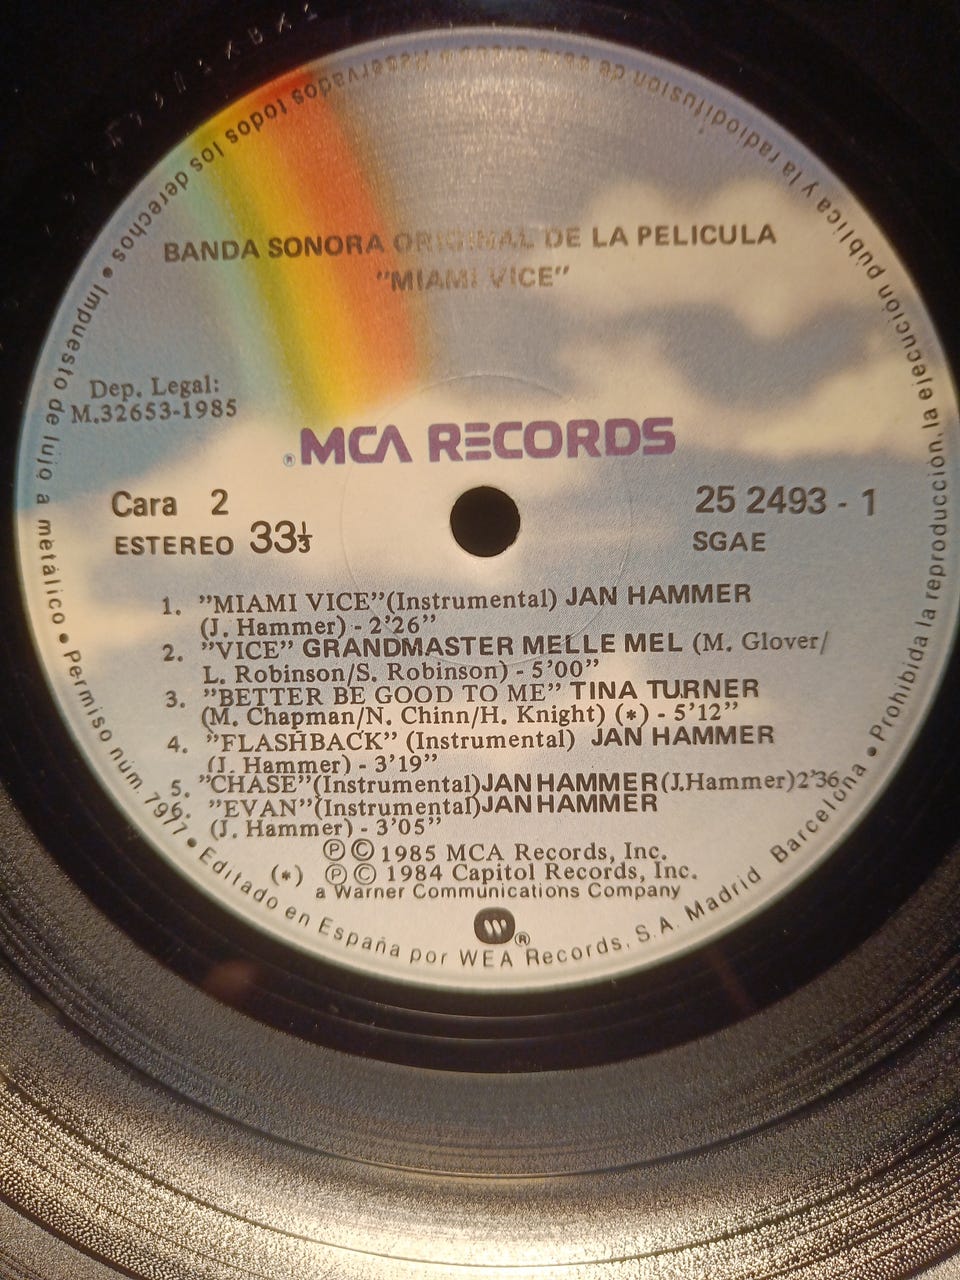 BANDA SONORA ORIGINAL DE LA PELICULA
"MIAMI VICE"
Dep. Legal:
M.32653-1985
®MCA RECORDS
Cara 2
25 2493 - 1
ESTEREO 33⅓
SGAE
1. "MIAMI VICE"(Instrumental) JAN HAMMER
(J. Hammer) - 2'26"
2. "VICE" GRANDMASTER MELLE MEL (M. Glover/
L. Robinson/S. Robinson) - 5'00"
3. "BETTER BE GOOD TO ME" TINA TURNER
(M. Chapman/N. Chinn/H. Knight) (*) - 5'12"
4. "FLASHBACK" (Instrumental) JAN HAMMER
(J. Hammer) - 3'19"
5. "CHASE"(Instrumental)JAN HAMMER(J.Hammer)2'36
6. "EVAN"(Instrumental)JAN HAMMER
(J. Hammer) - 3'05"
℗ © 1985 MCA Records, Inc.
(*) ℗ © 1984 Capitol Records, Inc.
a Warner Communications Company
®
Impuesto de lujo a metálico • Permiso núm. 796. • Editado en España por WEA Records, S.A. Madrid Barcelona • Prohibida la reproducción, la ejecución pública y la radiodifusión de este disco Reservados todos los derechos •